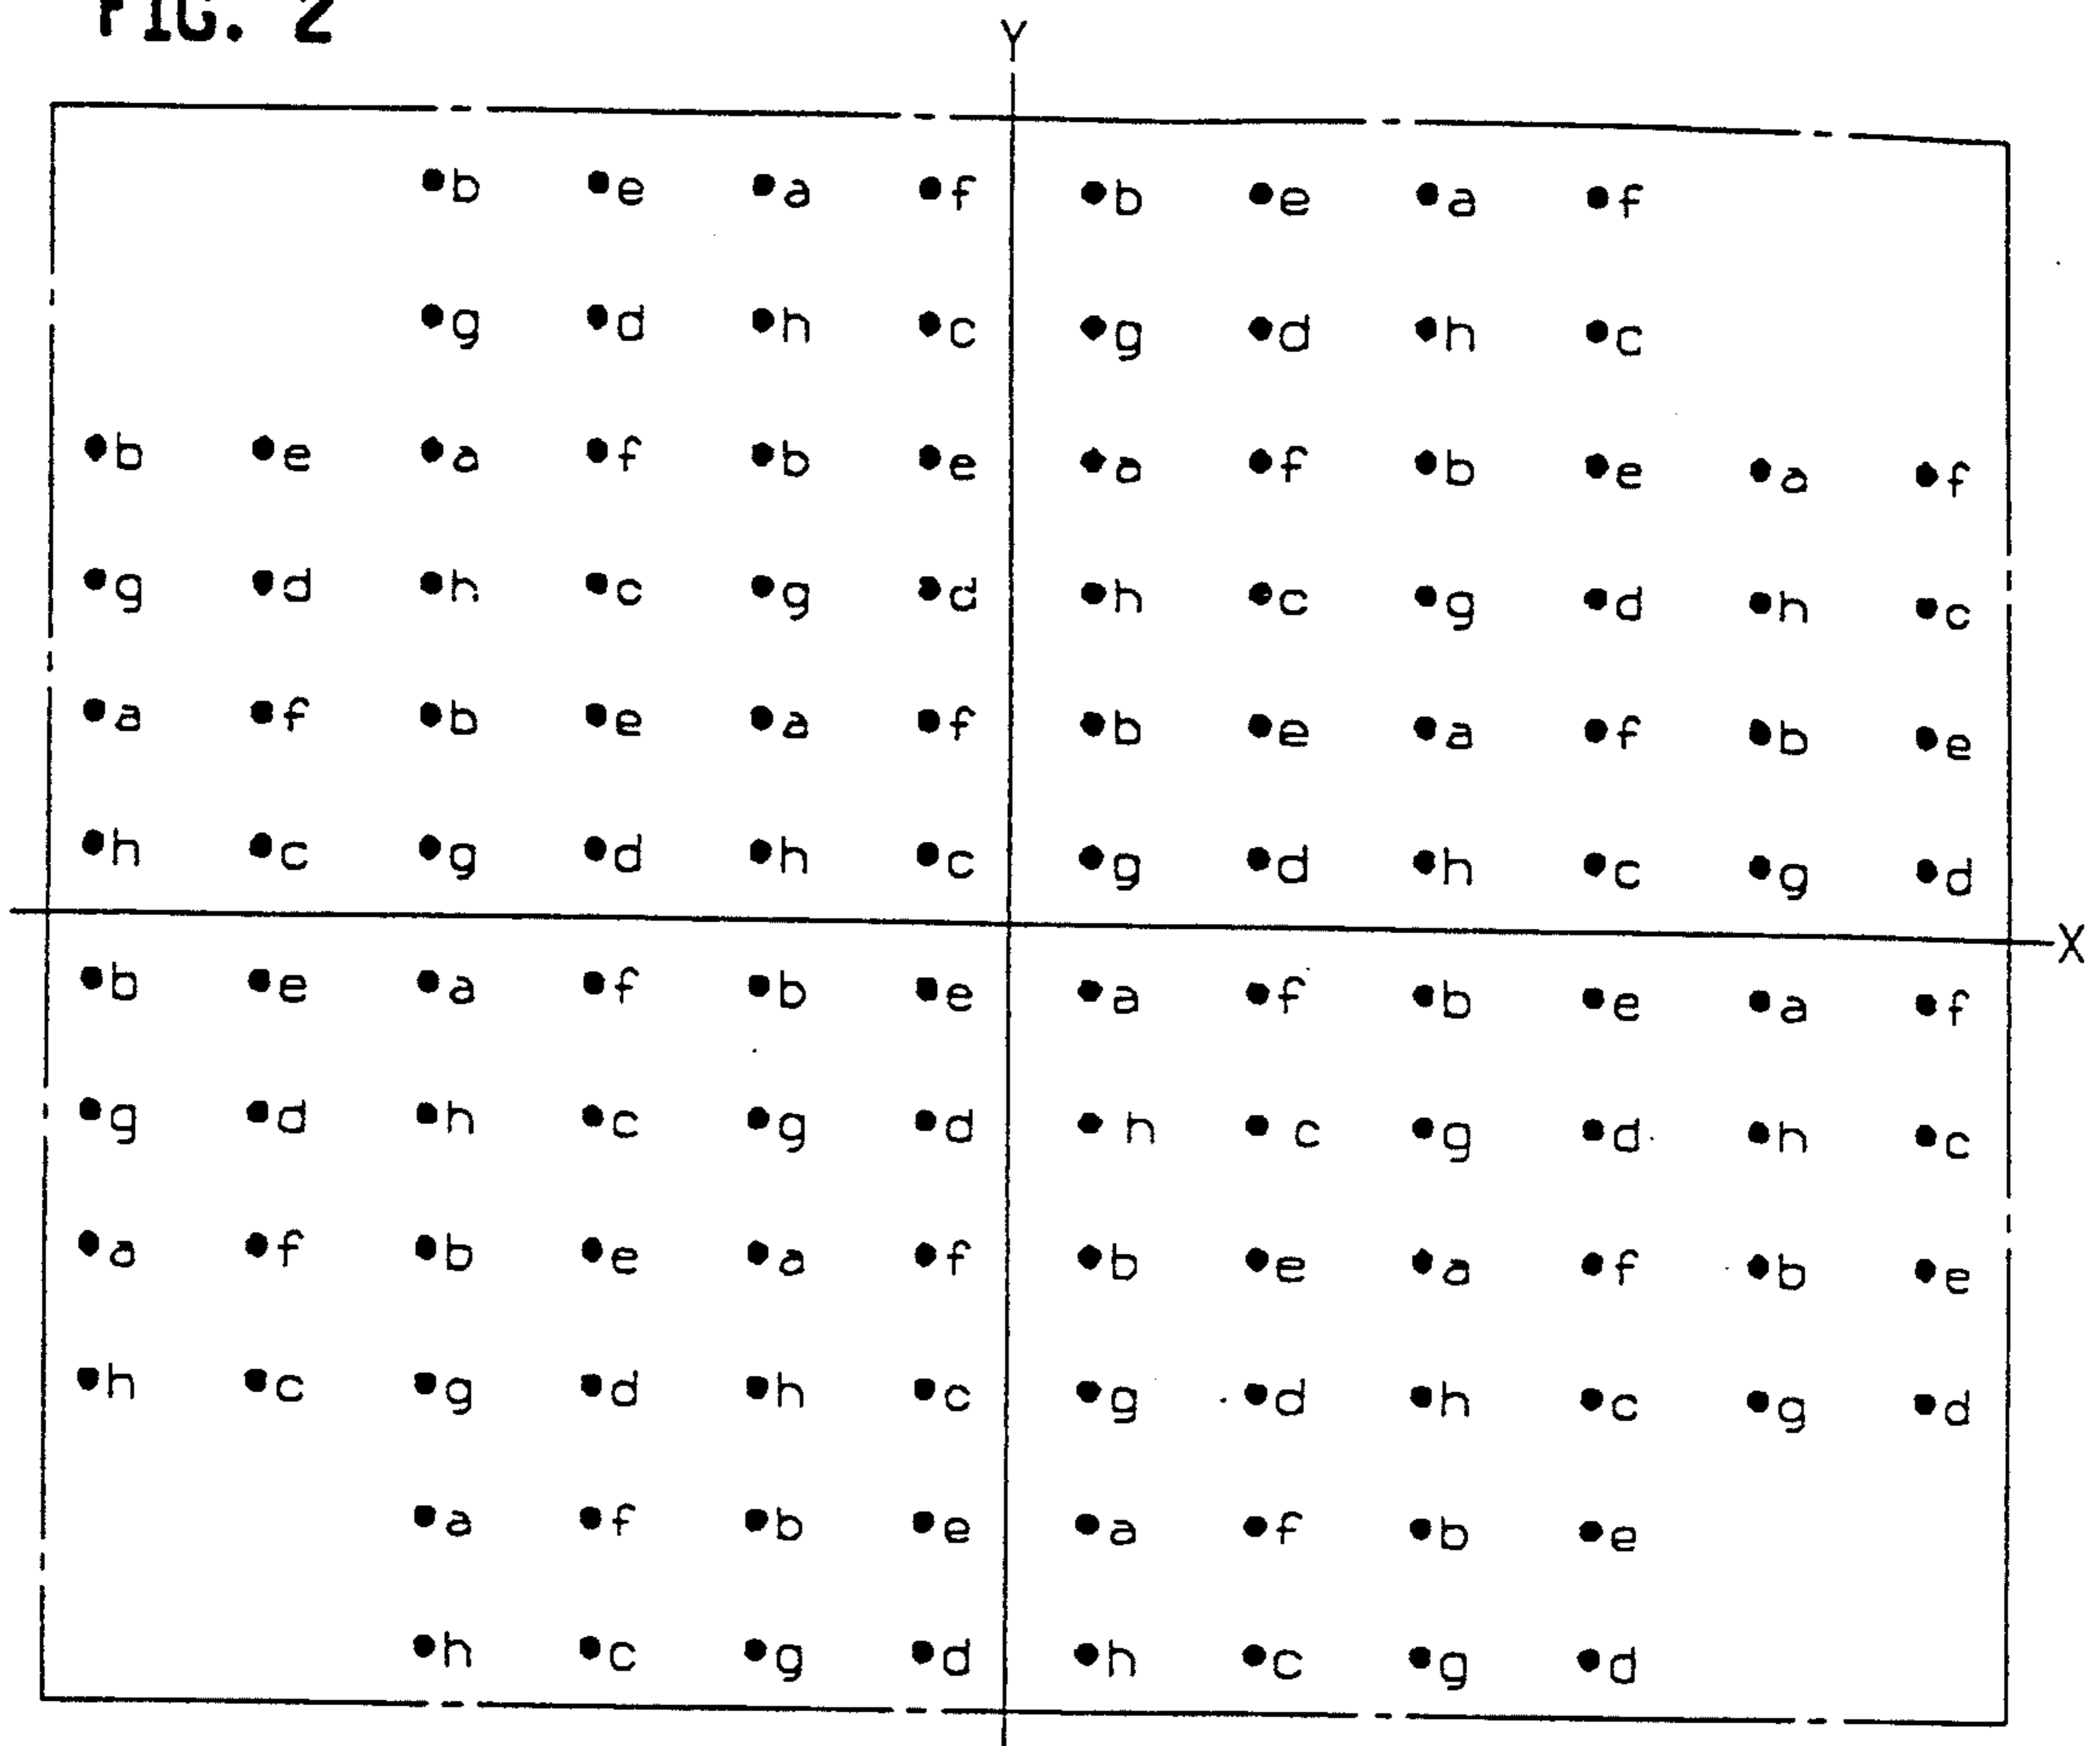 FIG. 2
Y
b e a f b e a f
g d h c g d h c
b e a f b e a f b e a f
g d h c g d h c g d h c
a f b e a f b e a f b e
h c g d h c g d h c g d
X
b e a f b e a f b e a f
g d h c g d h c g d h c
a f b e a f b e a f b e
h c g d h c g d h c g d
a f b e a f b e
h c g d h c g d